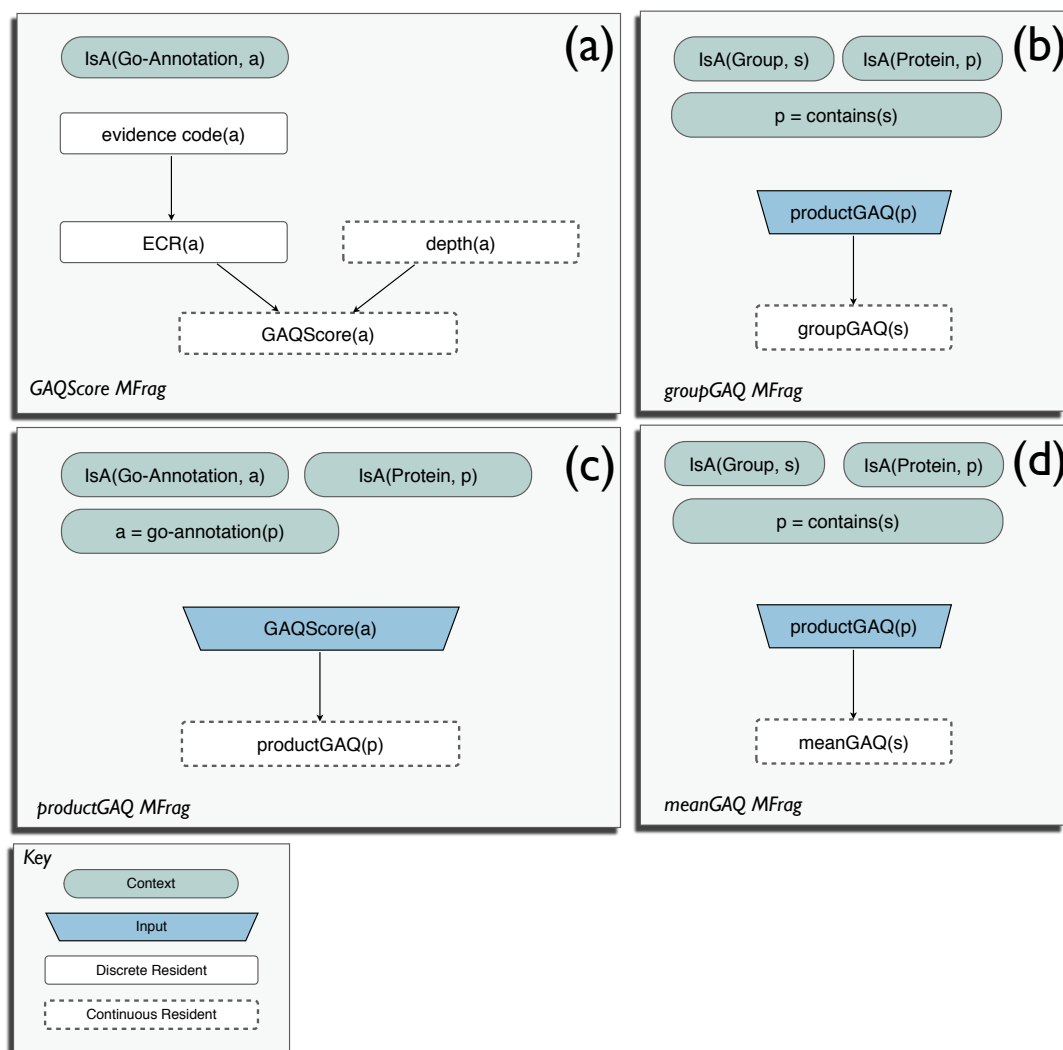 (a)
IsA(Go-Annotation, a)
evidence code(a)
ECR(a)
depth(a)
GAQScore(a)
GAQScore MFrag
(b)
IsA(Group, s)
IsA(Protein, p)
p = contains(s)
productGAQ(p)
groupGAQ(s)
groupGAQ MFrag
(c)
IsA(Go-Annotation, a)
IsA(Protein, p)
a = go-annotation(p)
GAQScore(a)
productGAQ(p)
productGAQ MFrag
(d)
IsA(Group, s)
IsA(Protein, p)
p = contains(s)
productGAQ(p)
meanGAQ(s)
meanGAQ MFrag
Key
Context
Input
Discrete Resident
Continuous Resident